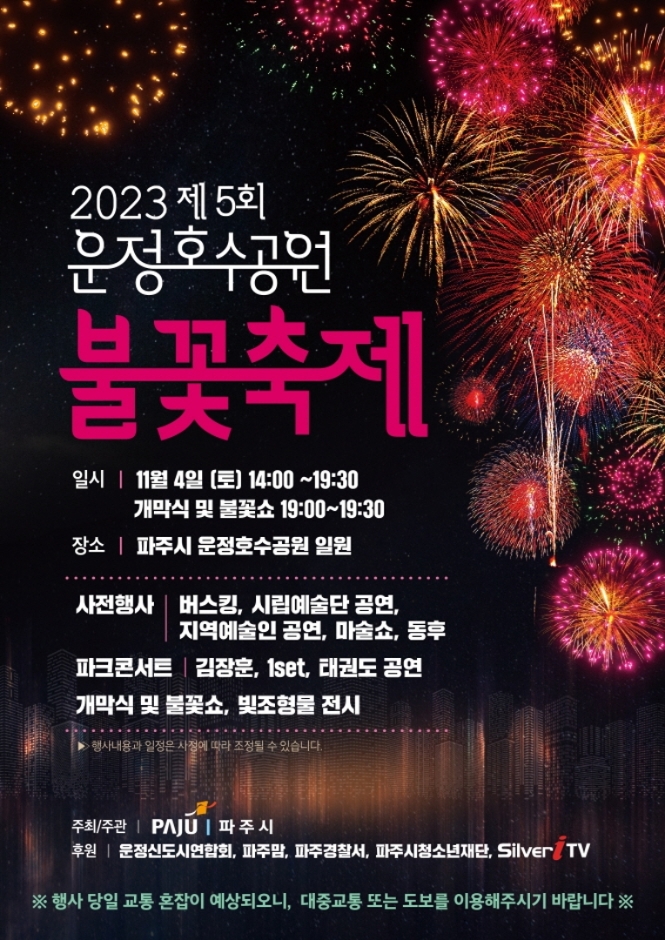 2023 제 5회
운정호수공원
불꽃축제
일시 | 11월 4일 (토) 14:00 ~19:30
개막식 및 불꽃쇼 19:00~19:30
장소 | 파주시 운정호수공원 일원
사전행사 | 버스킹, 시립예술단 공연,
지역예술인 공연, 마술쇼, 동후
파크콘서트 | 김장훈, 1set, 태권도 공연
개막식 및 불꽃쇼, 빛조형물 전시
▶ 행사내용과 일정은 사정에 따라 조정될 수 있습니다.
주최/주관 | PAJU | 파주시
후원 | 운정신도시연합회, 파주맘, 파주경찰서, 파주시청소년재단, Silver i TV
※ 행사 당일 교통 혼잡이 예상되오니, 대중교통 또는 도보를 이용해주시기 바랍니다 ※